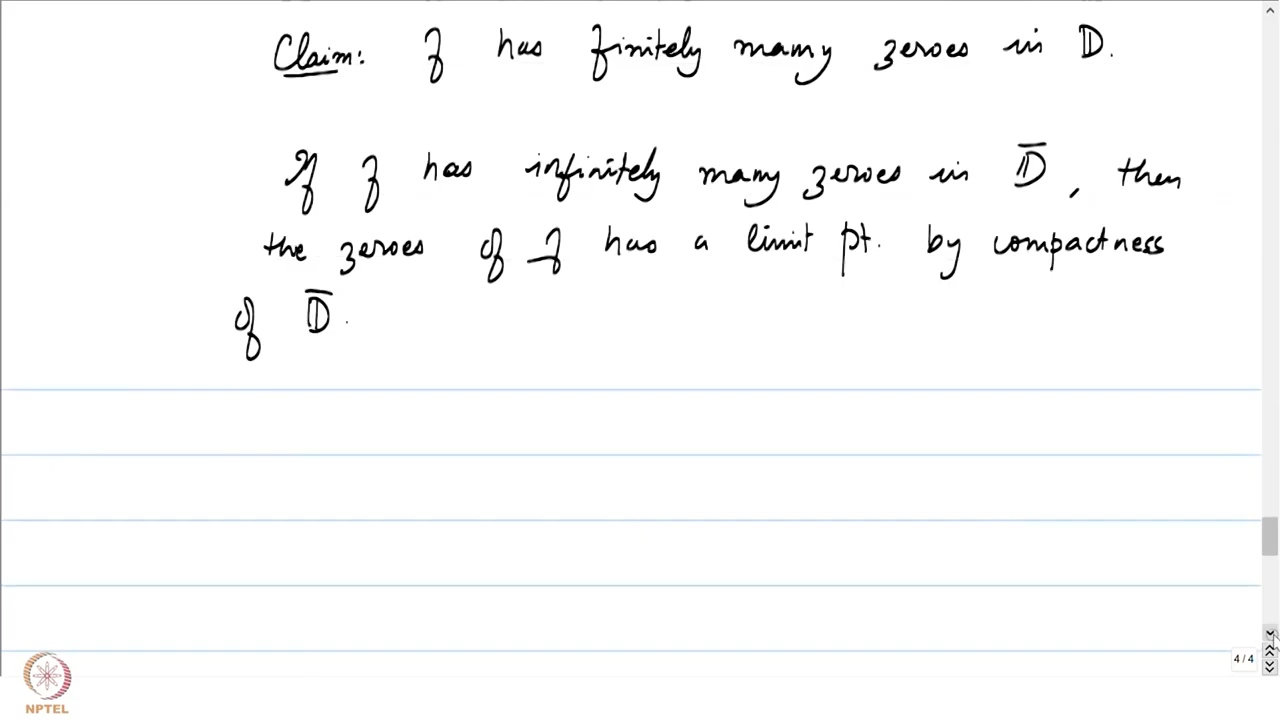 Claim: f has finitely many zeroes in 𝔻.
If f has infinitely many zeroes in 𝔻̅, then
the zeroes of f has a limit pt. by compactness
of 𝔻̅.
4/4
NPTEL